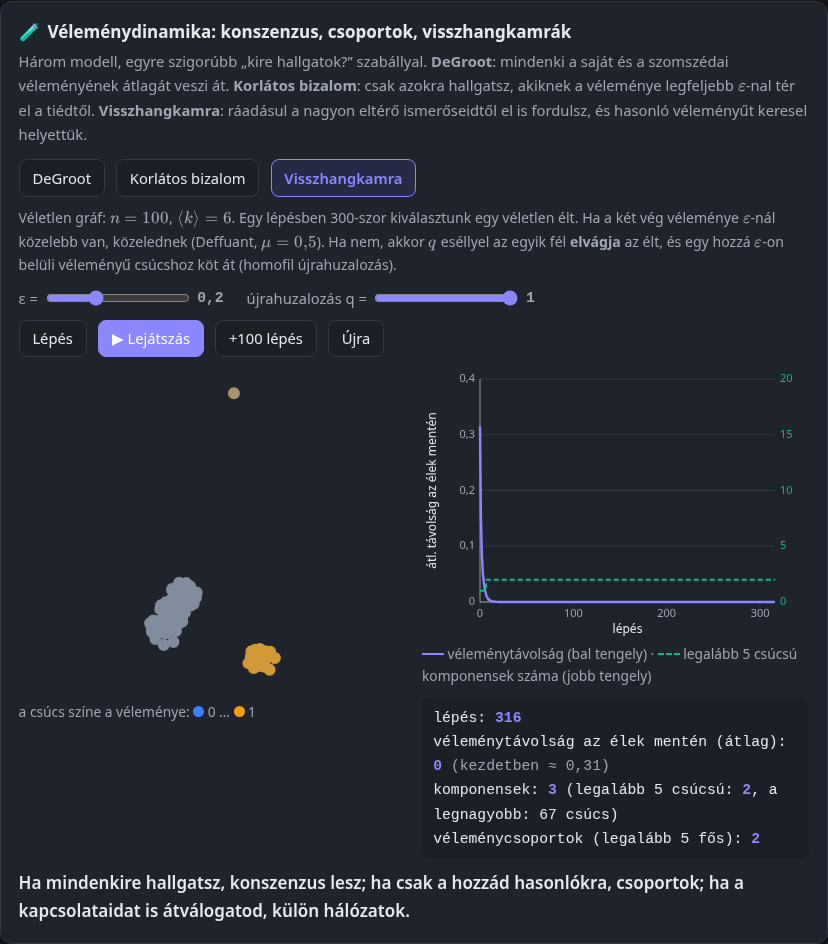 🧪 Véleménydinamika: konszenzus, csoportok, visszhangkamrák
Három modell, egyre szigorúbb „kire hallgatok?” szabállyal. DeGroot: mindenki a saját és a szomszédai
véleményének átlagát veszi át. Korlátos bizalom: csak azokra hallgatsz, akiknek a véleménye legfeljebb ε-nal tér
el a tiédtől. Visszhangkamra: ráadásul a nagyon eltérő ismerőseidtől el is fordulsz, és hasonló véleményűt keresel
helyettük.
DeGroot
Korlátos bizalom
Visszhangkamra
Véletlen gráf: n = 100, ⟨k⟩ = 6. Egy lépésben 300-szor kiválasztunk egy véletlen élt. Ha a két vég véleménye ε-nál
közelebb van, közelednek (Deffuant, μ = 0,5). Ha nem, akkor q eséllyel az egyik fél elvágja az élt, és egy hozzá ε-on
belüli véleményű csúcshoz köt át (homofil újrahuzalozás).
ε = 0,2 újrahuzalozás q = 1
Lépés
▶ Lejátszás
+100 lépés
Újra
a csúcs színe a véleménye: 0 ... 1
átl. távolság az élek mentén
0,4
0,3
0,2
0,1
0
20
15
10
5
0
0 100 200 300
lépés
véleménytávolság (bal tengely) · legalább 5 csúcsú
komponensek száma (jobb tengely)
lépés: 316
véleménytávolság az élek mentén (átlag):
0 (kezdetben ≈ 0,31)
komponensek: 3 (legalább 5 csúcsú: 2, a
legnagyobb: 67 csúcs)
véleménycsoportok (legalább 5 fős): 2
Ha mindenkire hallgatsz, konszenzus lesz; ha csak a hozzád hasonlókra, csoportok; ha a
kapcsolataidat is átválogatod, külön hálózatok.